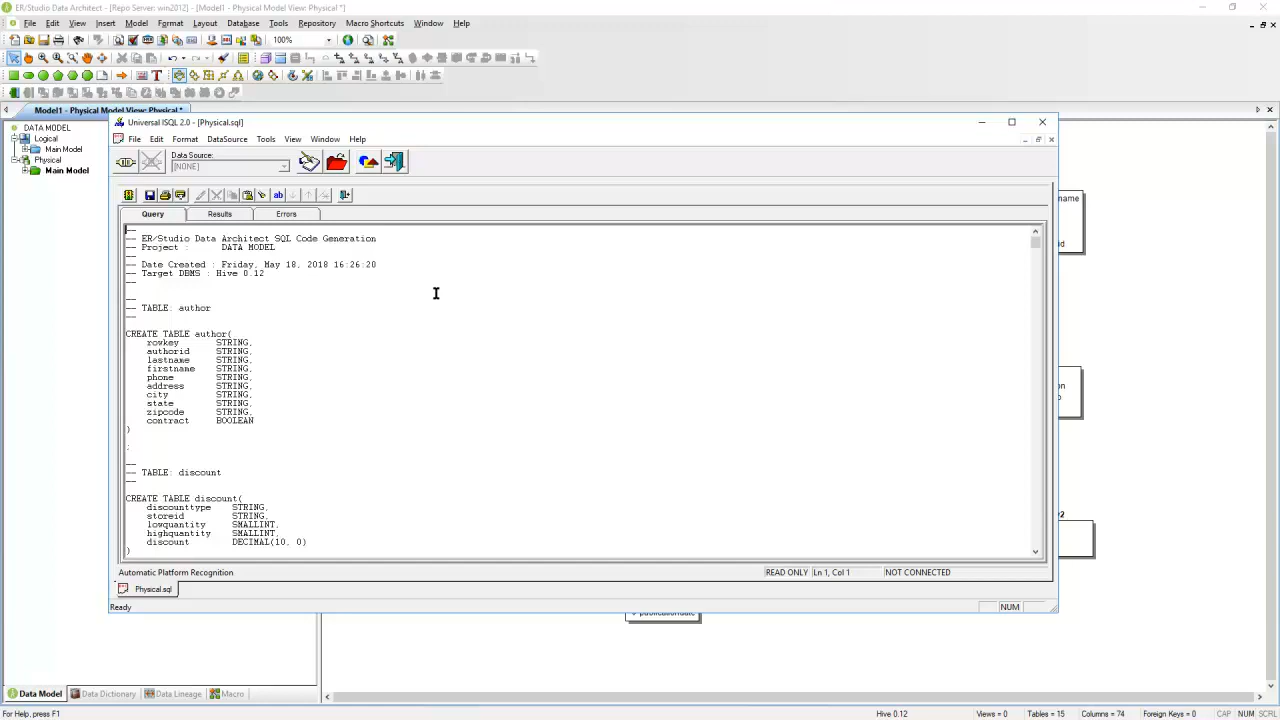 ER/Studio Data Architect - [Repo Server: win2012] - [Model1 - Physical Model View: Physical *]
File Edit View Insert Model Format Layout Database Tools Repository Macro Shortcuts Window Help
100%
Model1 - Physical Model View: Physical *
DATA MODEL
Logical
Main Model
Physical
Main Model
Universal ISQL 2.0 - [Physical.sql]
File Edit Format DataSource Tools View Window Help
Data Source:
[NONE]
ab
Query Results Errors
--
-- ER/Studio Data Architect SQL Code Generation
-- Project : DATA MODEL
--
-- Date Created : Friday, May 18, 2018 16:26:20
-- Target DBMS : Hive 0.12
--
--
-- TABLE: author
--
CREATE TABLE author(
rowkey STRING,
authorid STRING,
lastname STRING,
firstname STRING,
phone STRING,
address STRING,
city STRING,
state STRING,
zipcode STRING,
contract BOOLEAN
)
;
--
-- TABLE: discount
--
CREATE TABLE discount(
discounttype STRING,
storeid STRING,
lowquantity SMALLINT,
highquantity SMALLINT,
discount DECIMAL(10, 0)
)
Automatic Platform Recognition READ ONLY Ln 1, Col 1 NOT CONNECTED
Physical.sql
Ready NUM
name
id
publicationdate
Data Model Data Dictionary Data Lineage Macro
For Help, press F1 Hive 0.12 Views = 0 Tables = 15 Columns = 74 Foreign Keys = 0 CAP NUM SCRL